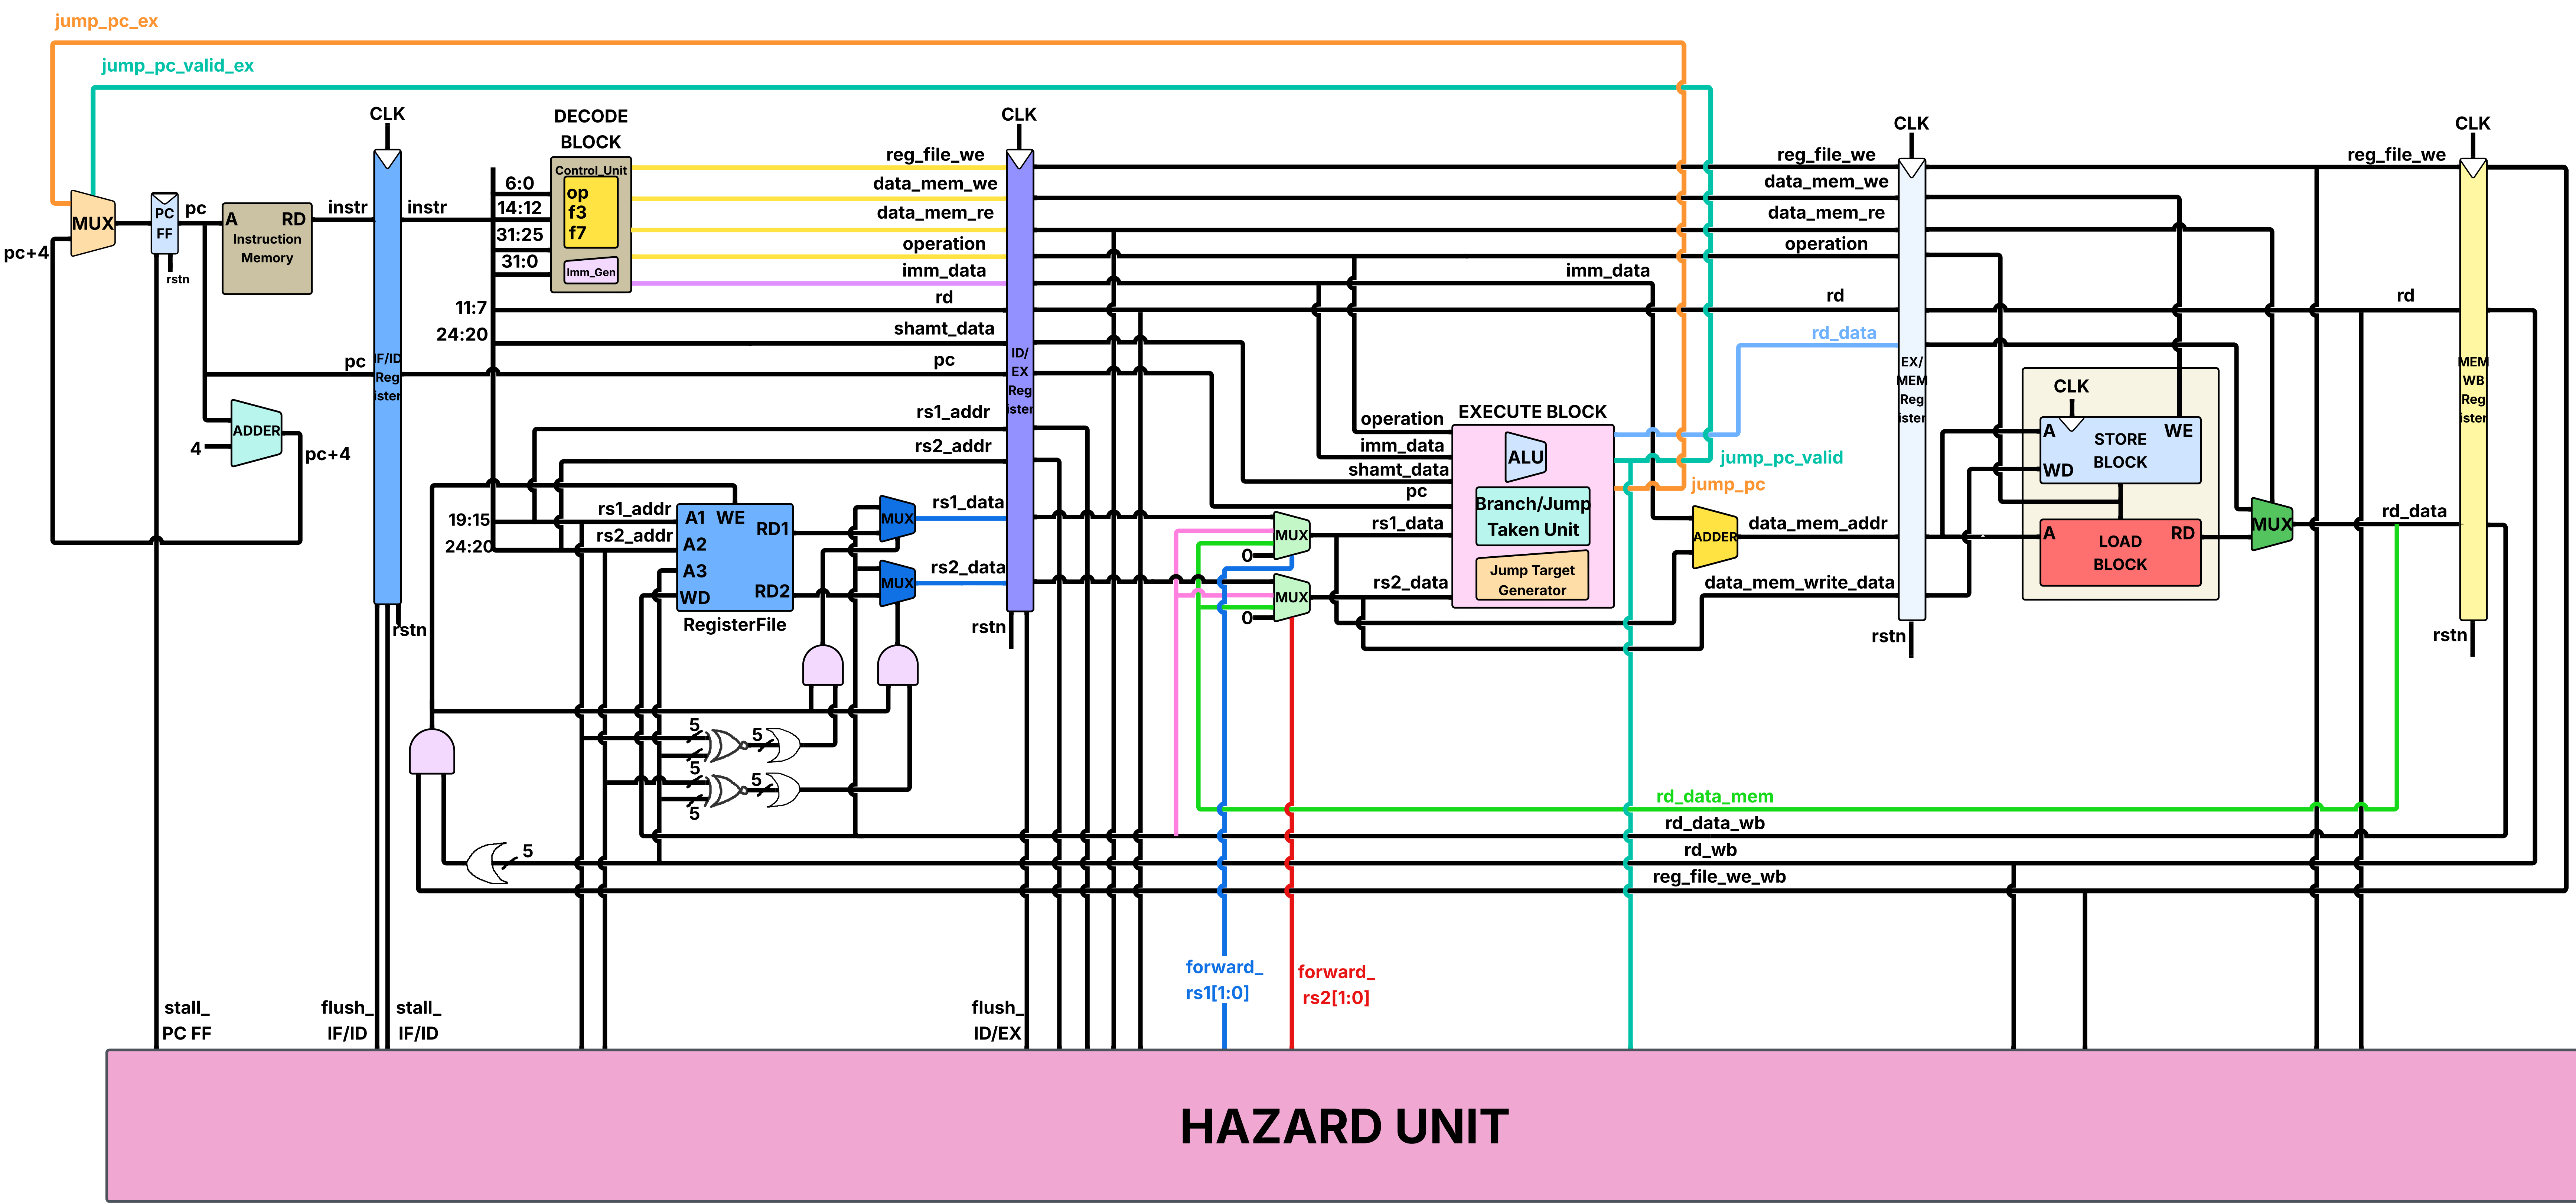 jump_pc_ex
jump_pc_valid_ex
CLK
DECODE
BLOCK
CLK
CLK
CLK
Control_Unit
op
f3
f7
Imm_Gen
6:0
14:12
31:25
31:0
11:7
24:20
reg_file_we
data_mem_we
data_mem_re
operation
imm_data
rd
shamt_data
pc
rs1_addr
rs2_addr
reg_file_we
data_mem_we
data_mem_re
operation
imm_data
rd
rd_data
reg_file_we
rd
MUX
pc+4
PC
FF
rstn
pc
A
RD
Instruction
Memory
instr
instr
pc
IF/ID
Reg
ister
ADDER
4
pc+4
rstn
ID/
EX
Reg
ister
rstn
19:15
24:20
rs1_addr
rs2_addr
A1
WE
RD1
A2
A3
WD
RD2
RegisterFile
MUX
MUX
rs1_data
rs2_data
5
5
5
5
5
5
MUX
0
MUX
0
EXECUTE BLOCK
operation
imm_data
shamt_data
pc
rs1_data
rs2_data
ALU
Branch/Jump
Taken Unit
Jump Target
Generator
jump_pc_valid
jump_pc
ADDER
data_mem_addr
data_mem_write_data
EX/
MEM
Reg
ister
rstn
CLK
A
WE
STORE
BLOCK
WD
A
RD
LOAD
BLOCK
MUX
rd_data
MEM
WB
Reg
ister
rstn
rd_data_mem
rd_data_wb
rd_wb
reg_file_we_wb
stall_
PC FF
flush_
IF/ID
stall_
IF/ID
flush_
ID/EX
forward_
rs1[1:0]
forward_
rs2[1:0]
HAZARD UNIT